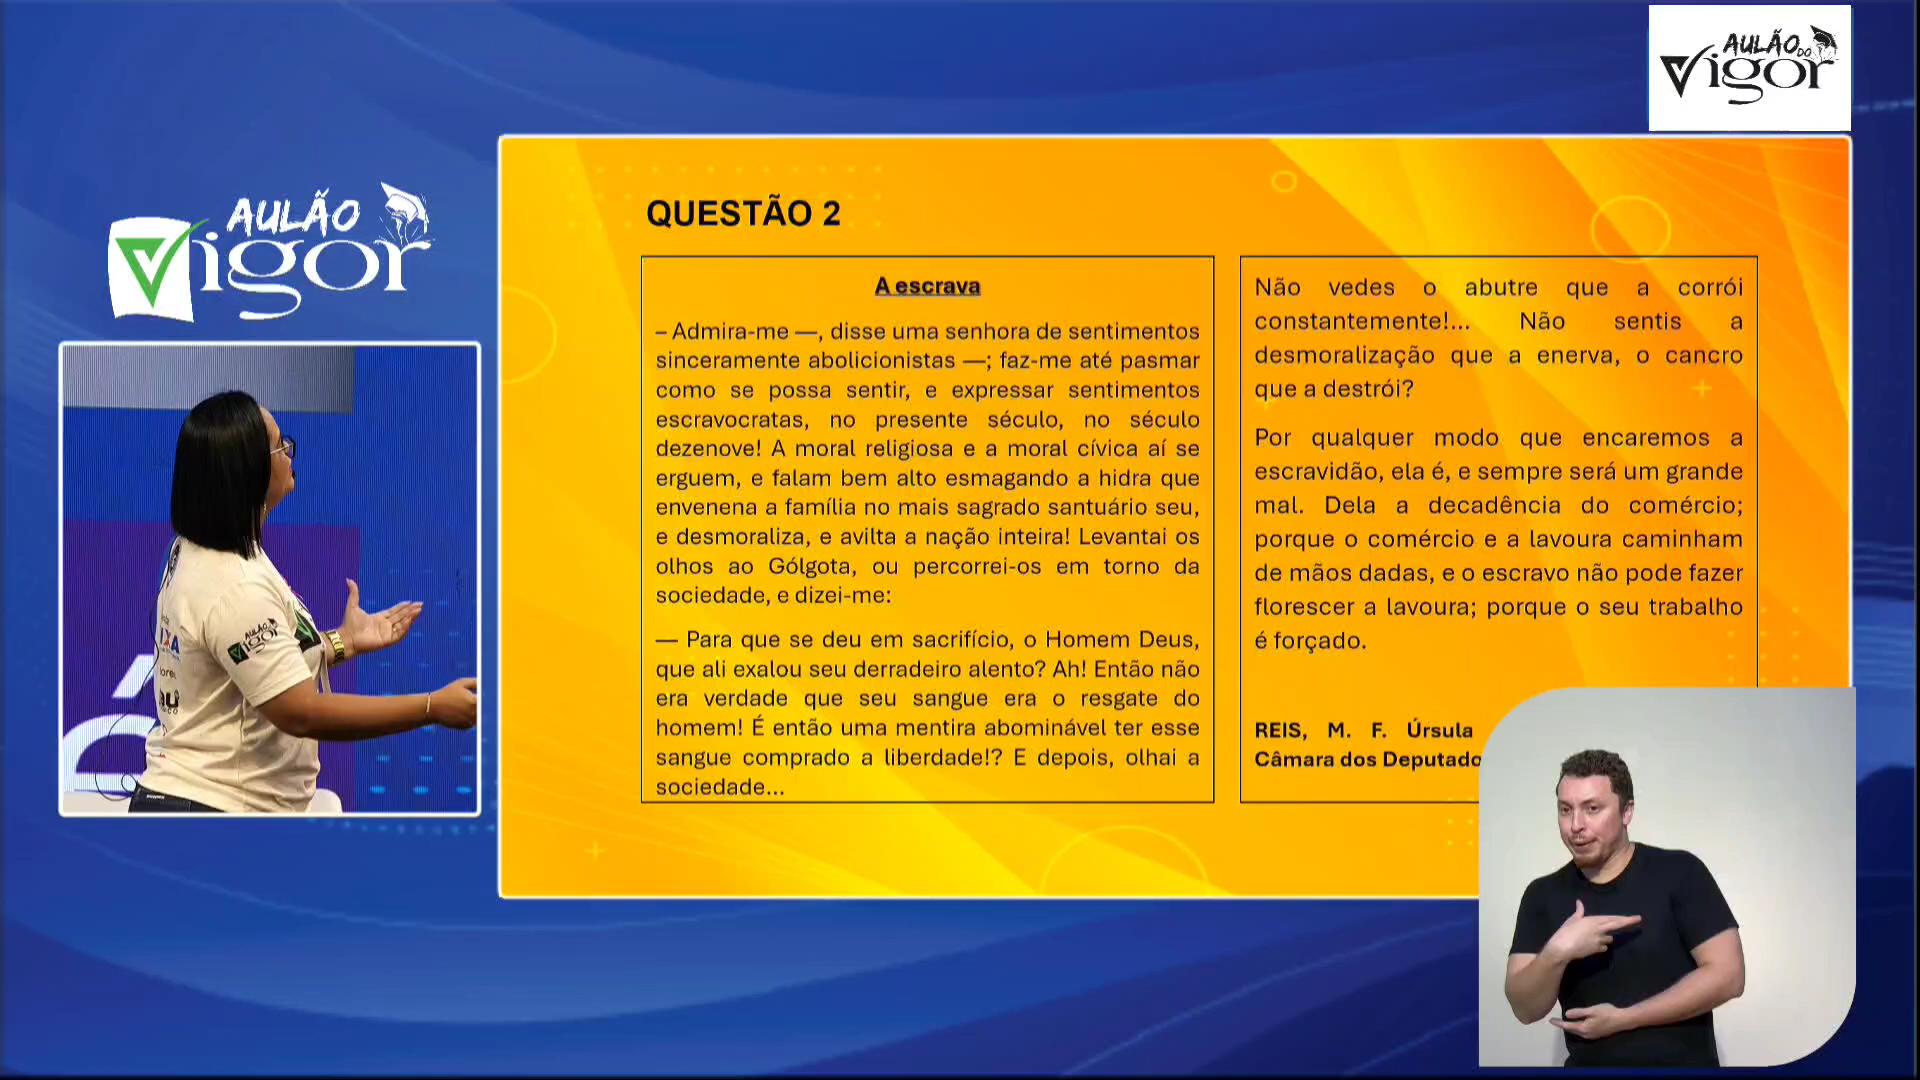 AULÃO DO
Vigor
AULÃO
Vigor
QUESTÃO 2
A escrava
– Admira-me —, disse uma senhora de sentimentos
sinceramente abolicionistas —; faz-me até pasmar
como se possa sentir, e expressar sentimentos
escravocratas, no presente século, no século
dezenove! A moral religiosa e a moral cívica aí se
erguem, e falam bem alto esmagando a hidra que
envenena a família no mais sagrado santuário seu,
e desmoraliza, e avilta a nação inteira! Levantai os
olhos ao Gólgota, ou percorrei-os em torno da
sociedade, e dizei-me:
— Para que se deu em sacrifício, o Homem Deus,
que ali exalou seu derradeiro alento? Ah! Então não
era verdade que seu sangue era o resgate do
homem! É então uma mentira abominável ter esse
sangue comprado a liberdade!? E depois, olhai a
sociedade...
Não vedes o abutre que a corrói
constantemente!... Não sentis a
desmoralização que a enerva, o cancro
que a destrói?
Por qualquer modo que encaremos a
escravidão, ela é, e sempre será um grande
mal. Dela a decadência do comércio;
porque o comércio e a lavoura caminham
de mãos dadas, e o escravo não pode fazer
florescer a lavoura; porque o seu trabalho
é forçado.
REIS, M. F. Úrsula
Câmara dos Deputado
AULÃO
Vigor